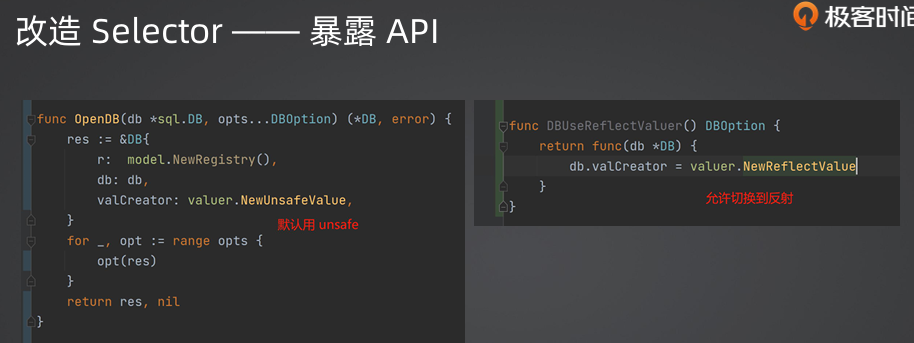 改造 Selector —— 暴露 API
极客时间
func OpenDB(db *sql.DB, opts...DBOption) (*DB, error) {
res := &DB{
r: model.NewRegistry(),
db: db,
valCreator: valuer.NewUnsafeValue,
}
默认用 unsafe
for _, opt := range opts {
opt(res)
}
return res, nil
}
func DBUseReflectValuer() DBOption {
return func(db *DB) {
db.valCreator = valuer.NewReflectValue
}
允许切换到反射
}